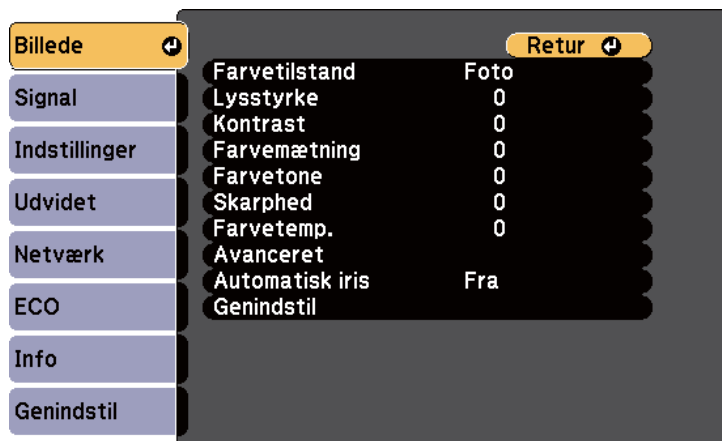 Billede
Signal
Indstillinger
Udvidet
Netværk
ECO
Info
Genindstil
Retur
Farvetilstand Foto
Lysstyrke 0
Kontrast 0
Farvemætning 0
Farvetone 0
Skarphed 0
Farvetemp. 0
Avanceret
Automatisk iris Fra
Genindstil